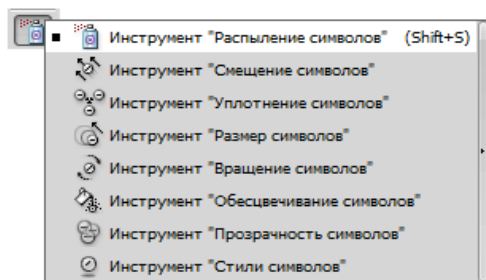 Инструмент "Распыление символов" (Shift+S)
Инструмент "Смещение символов"
Инструмент "Уплотнение символов"
Инструмент "Размер символов"
Инструмент "Вращение символов"
Инструмент "Обесцвечивание символов"
Инструмент "Прозрачность символов"
Инструмент "Стили символов"